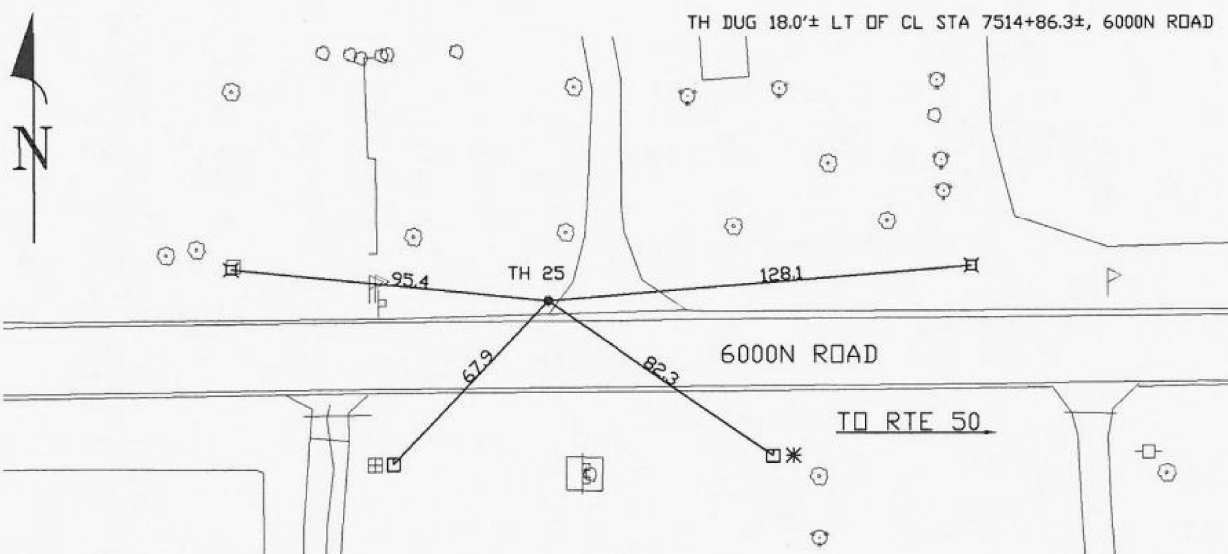 TH DUG 18.0'± LT OF CL STA 7514+86.3±, 6000N ROAD
N
95.4
TH 25
128.1
67.9
82.3
6000N ROAD
TO RTE 50